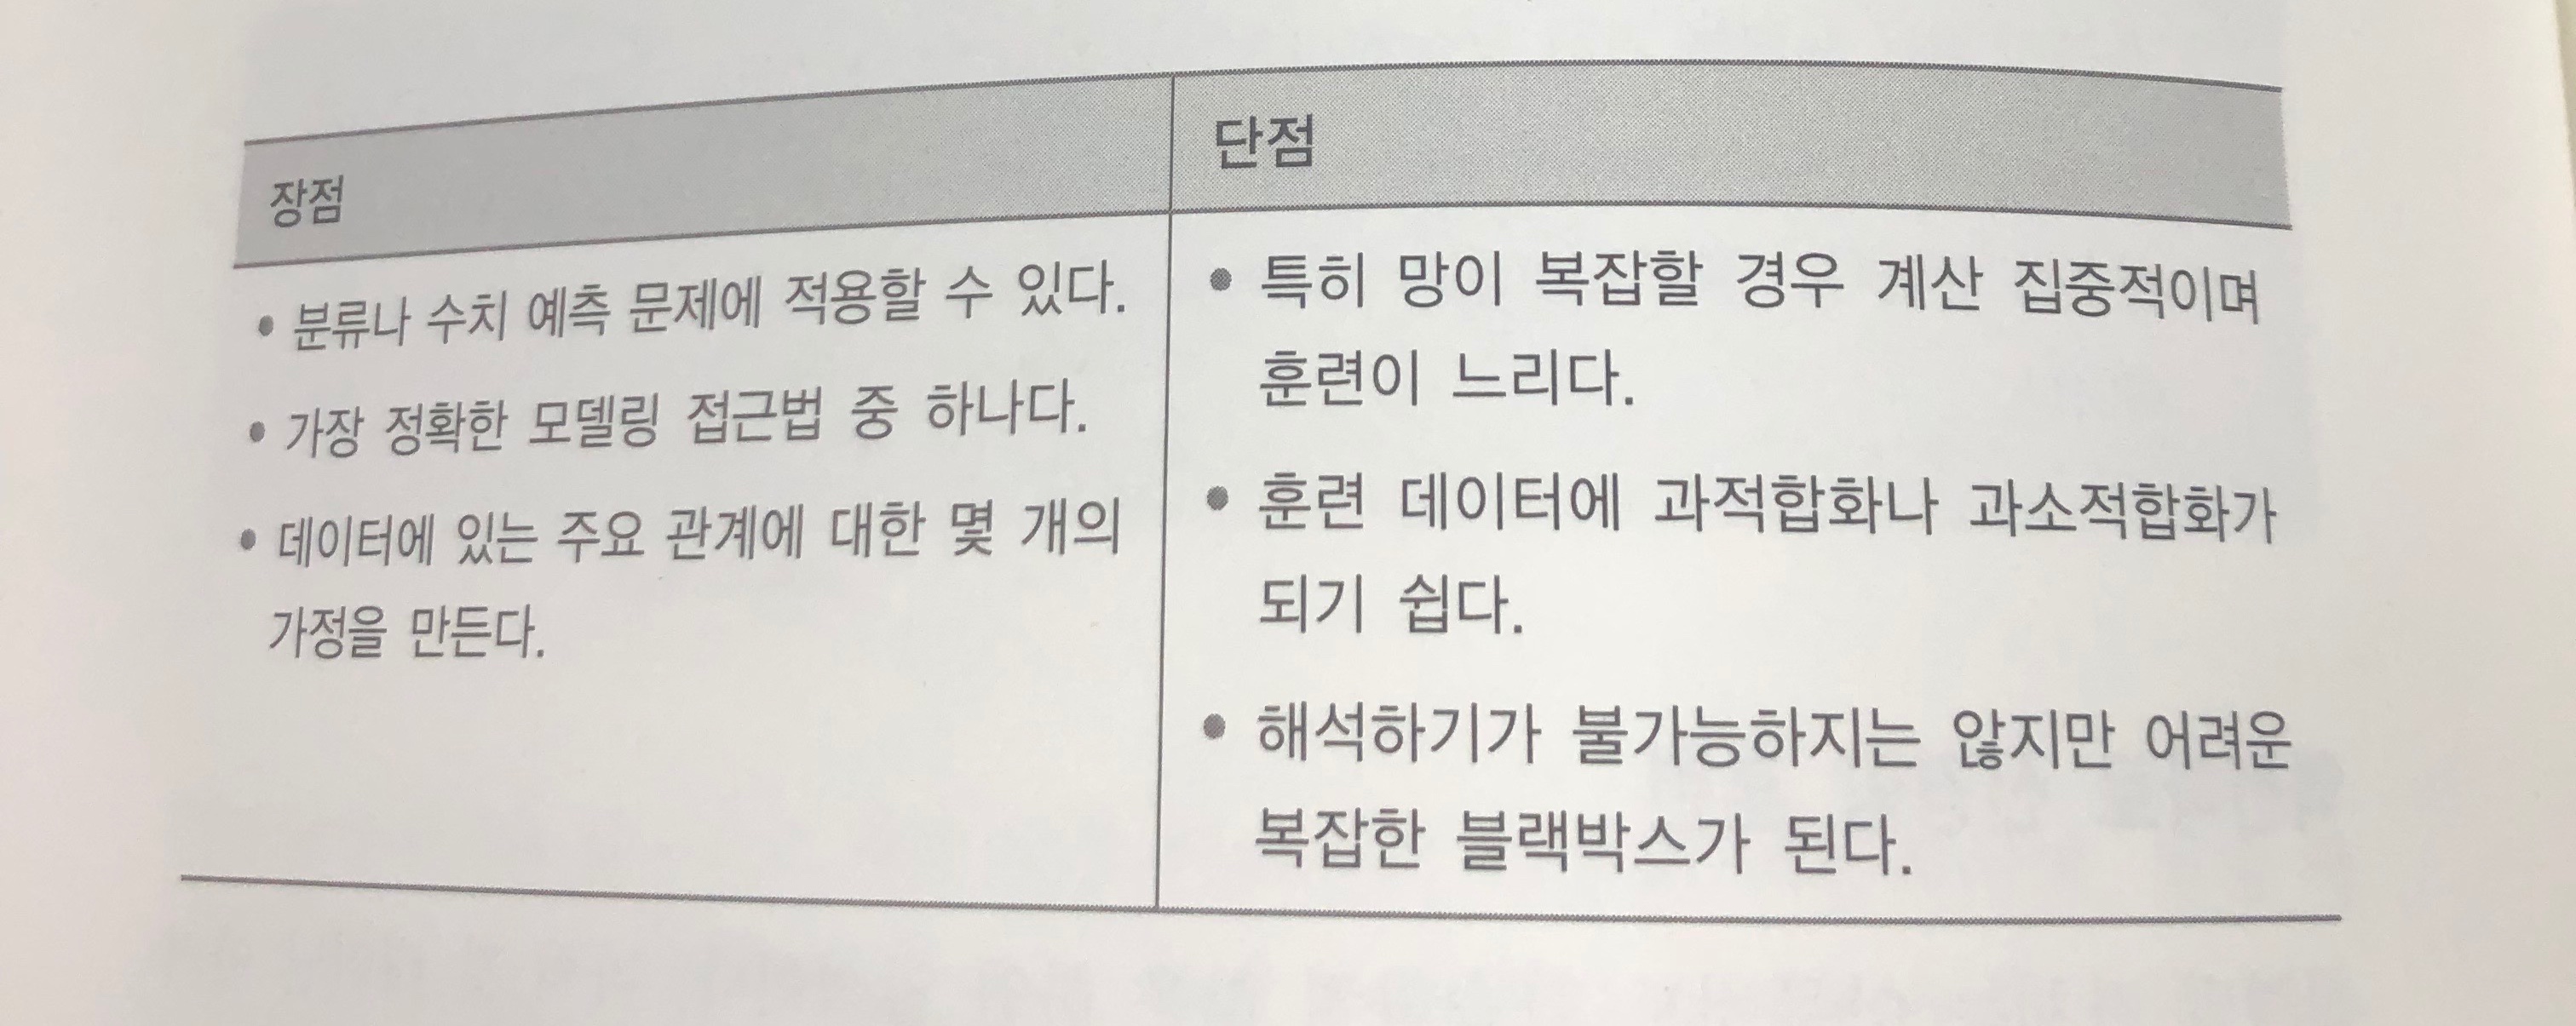 장점
• 분류나 수치 예측 문제에 적용할 수 있다.
• 가장 정확한 모델링 접근법 중 하나다.
• 데이터에 있는 주요 관계에 대한 몇 개의
가정을 만든다.
단점
• 특히 망이 복잡할 경우 계산 집중적이며
훈련이 느리다.
• 훈련 데이터에 과적합화나 과소적합화가
되기 쉽다.
• 해석하기가 불가능하지는 않지만 어려운
복잡한 블랙박스가 된다.